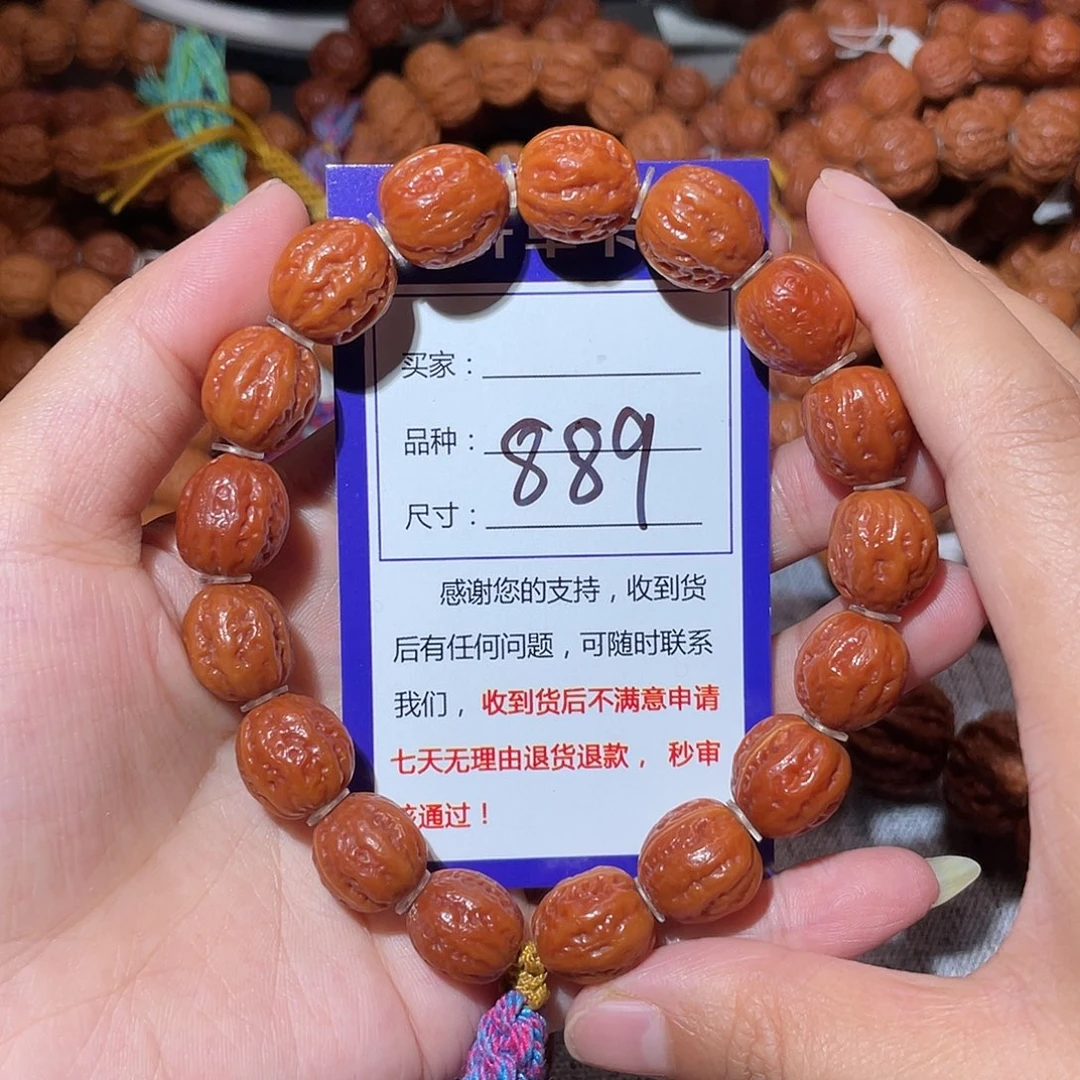 买家：
品种：889
尺寸：
感谢您的支持，收到货
后有任何问题，可随时联系
我们，收到货后不满意申请
七天无理由退货退款，秒审
通过！